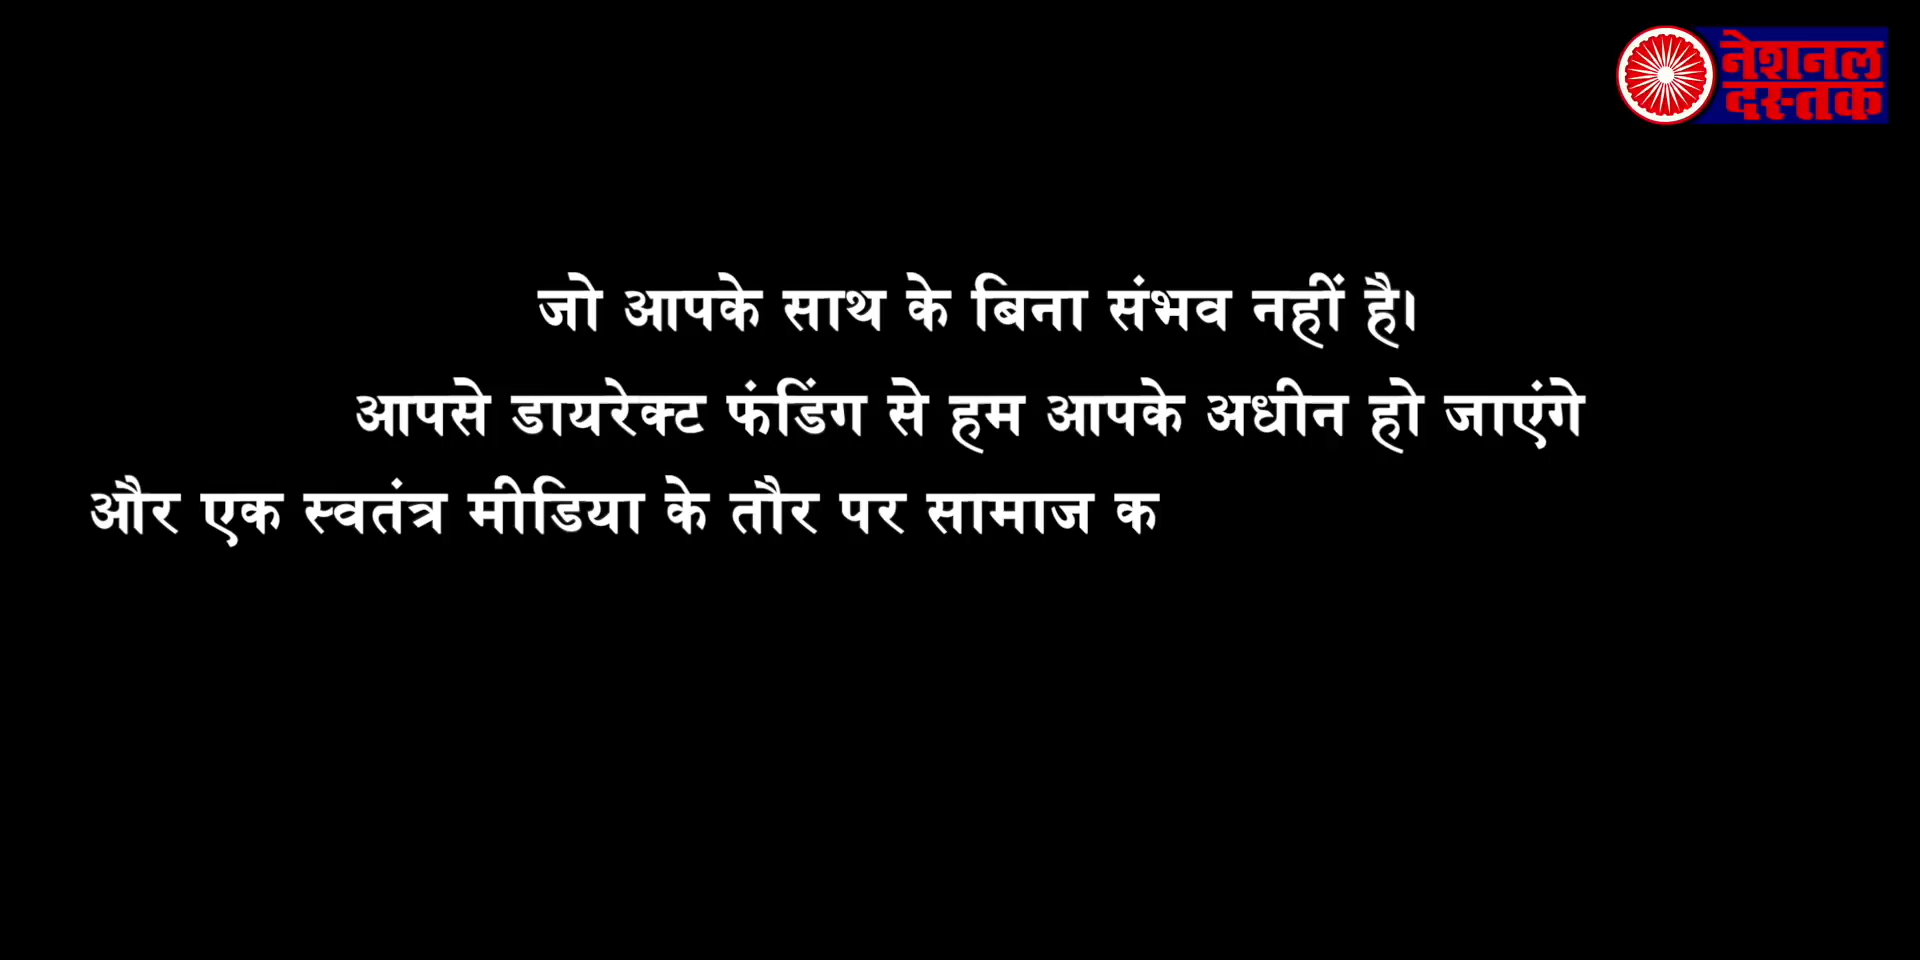 नेशनल
दस्तक
जो आपके साथ के बिना संभव नहीं है।
आपसे डायरेक्ट फंडिंग से हम आपके अधीन हो जाएंगे
और एक स्वतंत्र मीडिया के तौर पर सामाज क